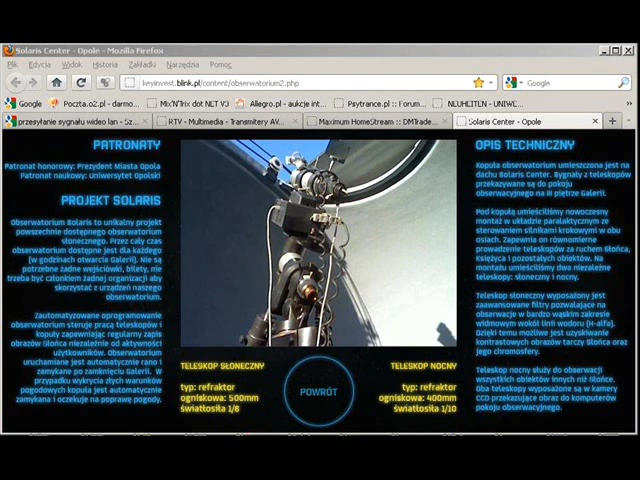 Solaris Center - Opole - Mozilla Firefox
Plik Edycja Widok Historia Zakładki Narzędzia Pomoc
keyinvest.blink.pl/content/obserwatorium2.php
Google
Google
Poczta.o2.pl - darmo...
Mix'N'Trix dot NET V3
Allegro.pl - aukcje int...
Psytrance.pl :: Forum...
NEUHEITEN - UNIWE...
przesyłanie sygnału wideo lan - Sz...
RTV - Multimedia - Transmitery AV...
Maximum HomeStream :: DMTrade...
Solaris Center - Opole
PATRONATY
Patronat honorowy: Prezydent Miasta Opola
Patronat naukowy: Uniwersytet Opolski
PROJEKT SOLARIS
Obserwatorium Solaris to unikalny projekt
powszechnie dostępnego obserwatorium
słonecznego. Przez cały czas
obserwatorium dostępne jest dla każdego
(w godzinach otwarcia Galerii). Nie są
potrzebne żadne wejściówki, bilety, nie
trzeba być członkiem żadnej organizacji aby
skorzystać z urządzeń naszego
obserwatorium.
Zautomatyzowane oprogramowanie
obserwatorium steruje pracą teleskopów i
kopuły zapewniając regularny zapis
obrazów Słońca niezależnie od aktywności
użytkowników. Obserwatorium
uruchamiane jest automatycznie rano i
zamykane po zamknięciu Galerii. W
przypadku wykrycia złych warunków
pogodowych kopuła jest automatycznie
zamykana i oczekuje na poprawę pogody.
TELESKOP SŁONECZNY
typ: refraktor
ogniskowa: 500mm
światłosiła 1/6
POWRÓT
TELESKOP NOCNY
typ: refraktor
ogniskowa: 400mm
światłosiła 1/10
OPIS TECHNICZNY
Kopuła obserwatorium umieszczona jest na
dachu Solaris Center. Sygnały z teleskopów
przekazywane są do pokoju
obserwacyjnego na III piętrze Galerii.
Pod kopułą umieściliśmy nowoczesny
montaż w układzie paralaktycznym ze
sterowaniem silnikami krokowymi w obu
osiach. Zapewnia on równomierne
prowadzenie teleskopów za ruchem Słońca,
Księżyca i pozostałych obiektów. Na
montażu umieściliśmy dwa niezależne
teleskopy: słoneczny i nocny.
Teleskop słoneczny wyposażony jest
zaawansowane filtry pozwalające na
obserwacje w bardzo wąskim zakresie
widmowym wokół linii wodoru (H-alfa).
Dzięki temu możliwe jest uzyskiwanie
kontrastowych obrazów tarczy Słońca oraz
jego chromosfery.
Teleskop nocny służy do obserwacji
wszystkich obiektów innych niż Słońce.
Oba teleskopy wyposażone są w kamery
CCD przekazujące obraz do komputerów
pokoju obserwacyjnego.